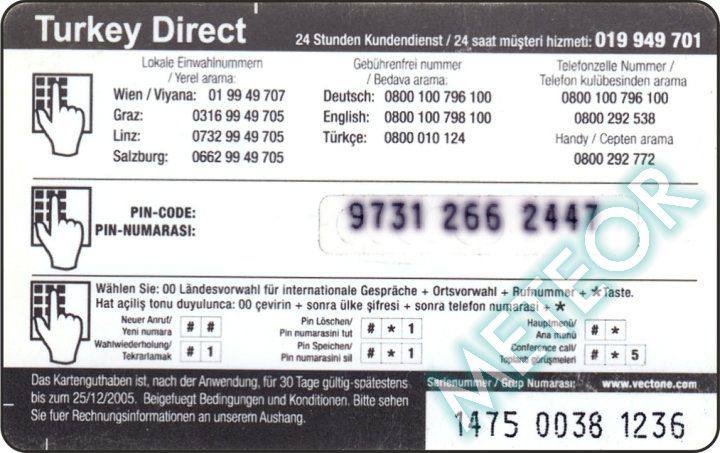 Turkey Direct
24 Stunden Kundendienst / 24 saat müşteri hizmeti: 019 949 701
Lokale Einwahlnummern
/ Yerel arama:
Wien / Viyana: 01 99 49 707
Graz: 0316 99 49 705
Linz: 0732 99 49 705
Salzburg: 0662 99 49 705
Gebührenfrei nummer
/ Bedava arama:
Deutsch: 0800 100 796 100
English: 0800 100 798 100
Türkçe: 0800 010 124
Telefonzelle Nummer /
Telefon kulübesinden arama
0800 100 796 100
0800 292 538
Handy / Cepten arama
0800 292 772
PIN-CODE:
PIN-NUMARASI:
9731 266 2447
Wählen Sie: 00 Ländesvorwahl für internationale Gespräche + Ortsvorwahl + Rufnummer + *Taste.
Hat açiliş tonu duyulunca: 00 çevirin + sonra ülke şifresi + sonra telefon numarasi + *
Neuer Anruf/
Yeni numara
# #
Wahlwiederholung/
Tekrarlamak
# 1
Pin Löschen/
Pin numarasini tut
# * 1
Pin Speichen/
Pin numarasini sil
# * 1
Hauptmenü/
Ana menü
# *
Conference call/
Toplantı görüşmeleri
# * 5
Das Kartenguthaben ist, nach der Anwendung, für 30 Tage gültig-spätestens
bis zum 25/12/2005. Beigefuegt Bedingungen und Konditionen. Bitte sehen
Sie fuer Rechnungsinformationen an unserem Aushang.
Serienummer / Grup Numarası:
www.vectone.com
1475 0038 1236
METEOR